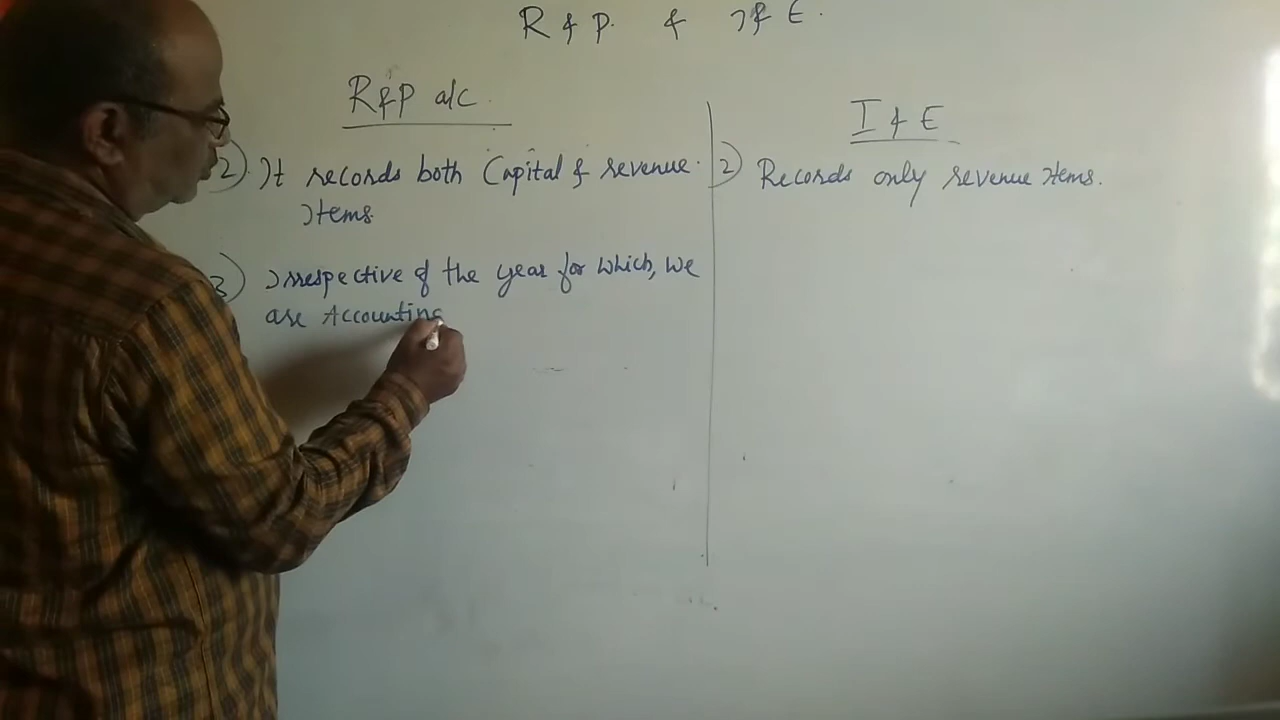 R & P. & I & E.
R&P a/c.
I & E
2). It records both Capital & revenue.
Items.
2) Records only revenue Items.
3) Irrespective of the year for which, we
are Accounting